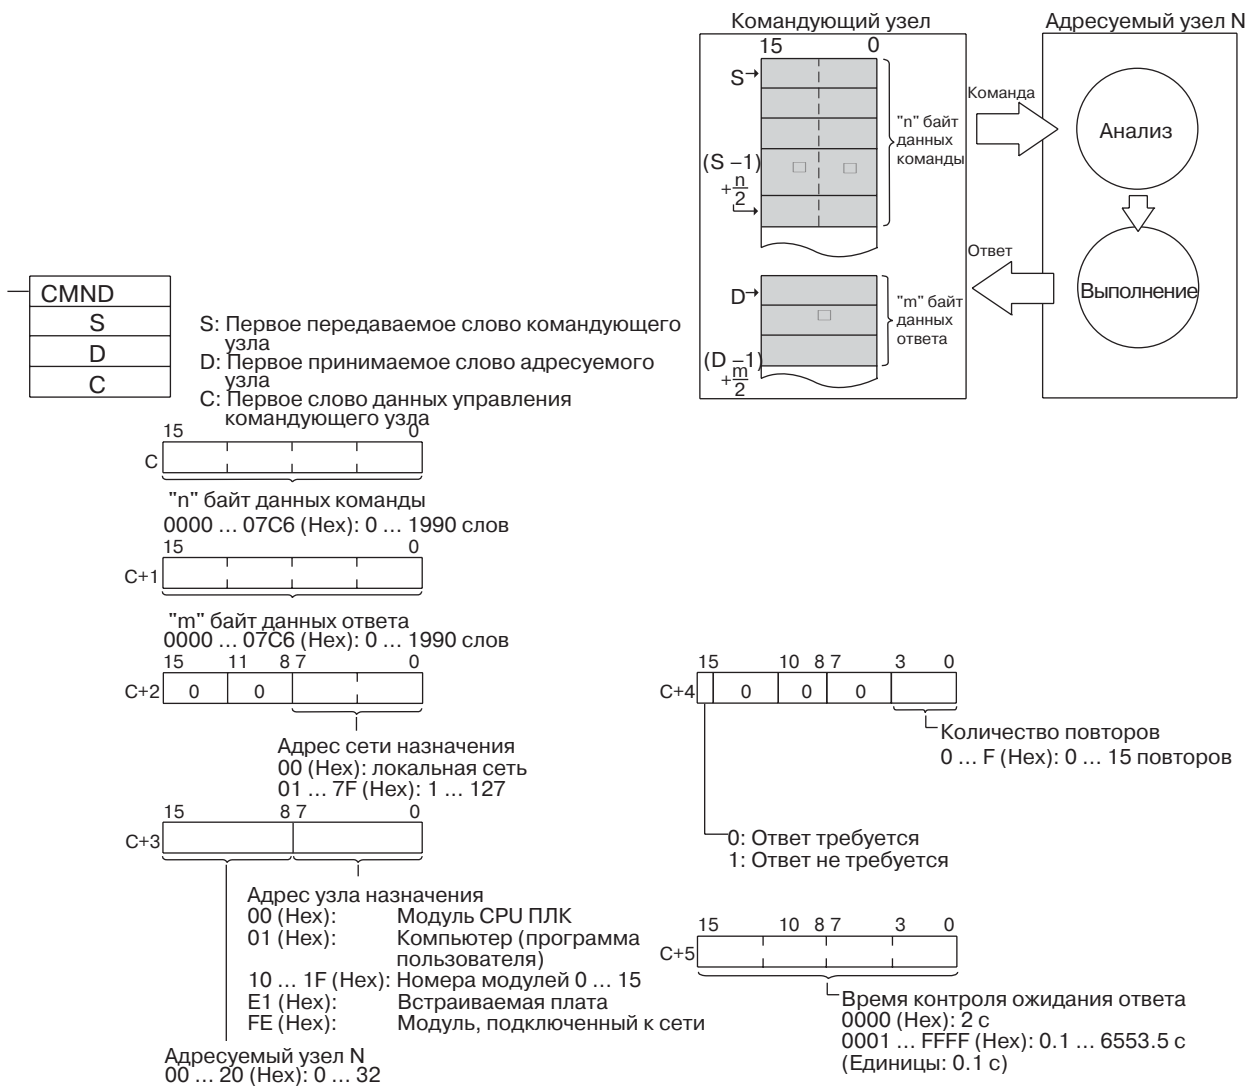 Командующий узел
Адресуемый узел N
15 0
S
(S –1)
+n
2
"n" байт
данных
команды
Команда
Анализ
Ответ
Выполнение
D
(D –1)
+m
2
"m" байт
данных
ответа
CMND
S
D
C
S: Первое передаваемое слово командующего
узла
D: Первое принимаемое слово адресуемого
узла
C: Первое слово данных управления
командующего узла
15 0
C
"n" байт данных команды
0000 ... 07C6 (Hex): 0 ... 1990 слов
15 0
C+1
"m" байт данных ответа
0000 ... 07C6 (Hex): 0 ... 1990 слов
15 11 8 7 0
C+2 0 0
Адрес сети назначения
00 (Hex): локальная сеть
01 ... 7F (Hex): 1 ... 127
15 8 7 0
C+3
Адрес узла назначения
00 (Hex): Модуль CPU ПЛК
01 (Hex): Компьютер (программа
пользователя)
10 ... 1F (Hex): Номера модулей 0 ... 15
E1 (Hex): Встраиваемая плата
FE (Hex): Модуль, подключенный к сети
Адресуемый узел N
00 ... 20 (Hex): 0 ... 32
15 10 8 7 3 0
C+4 0 0 0
Количество повторов
0 ... F (Hex): 0 ... 15 повторов
0: Ответ требуется
1: Ответ не требуется
15 10 8 7 3 0
C+5
Время контроля ожидания ответа
0000 (Hex): 2 с
0001 ... FFFF (Hex): 0.1 ... 6553.5 с
(Единицы: 0.1 с)